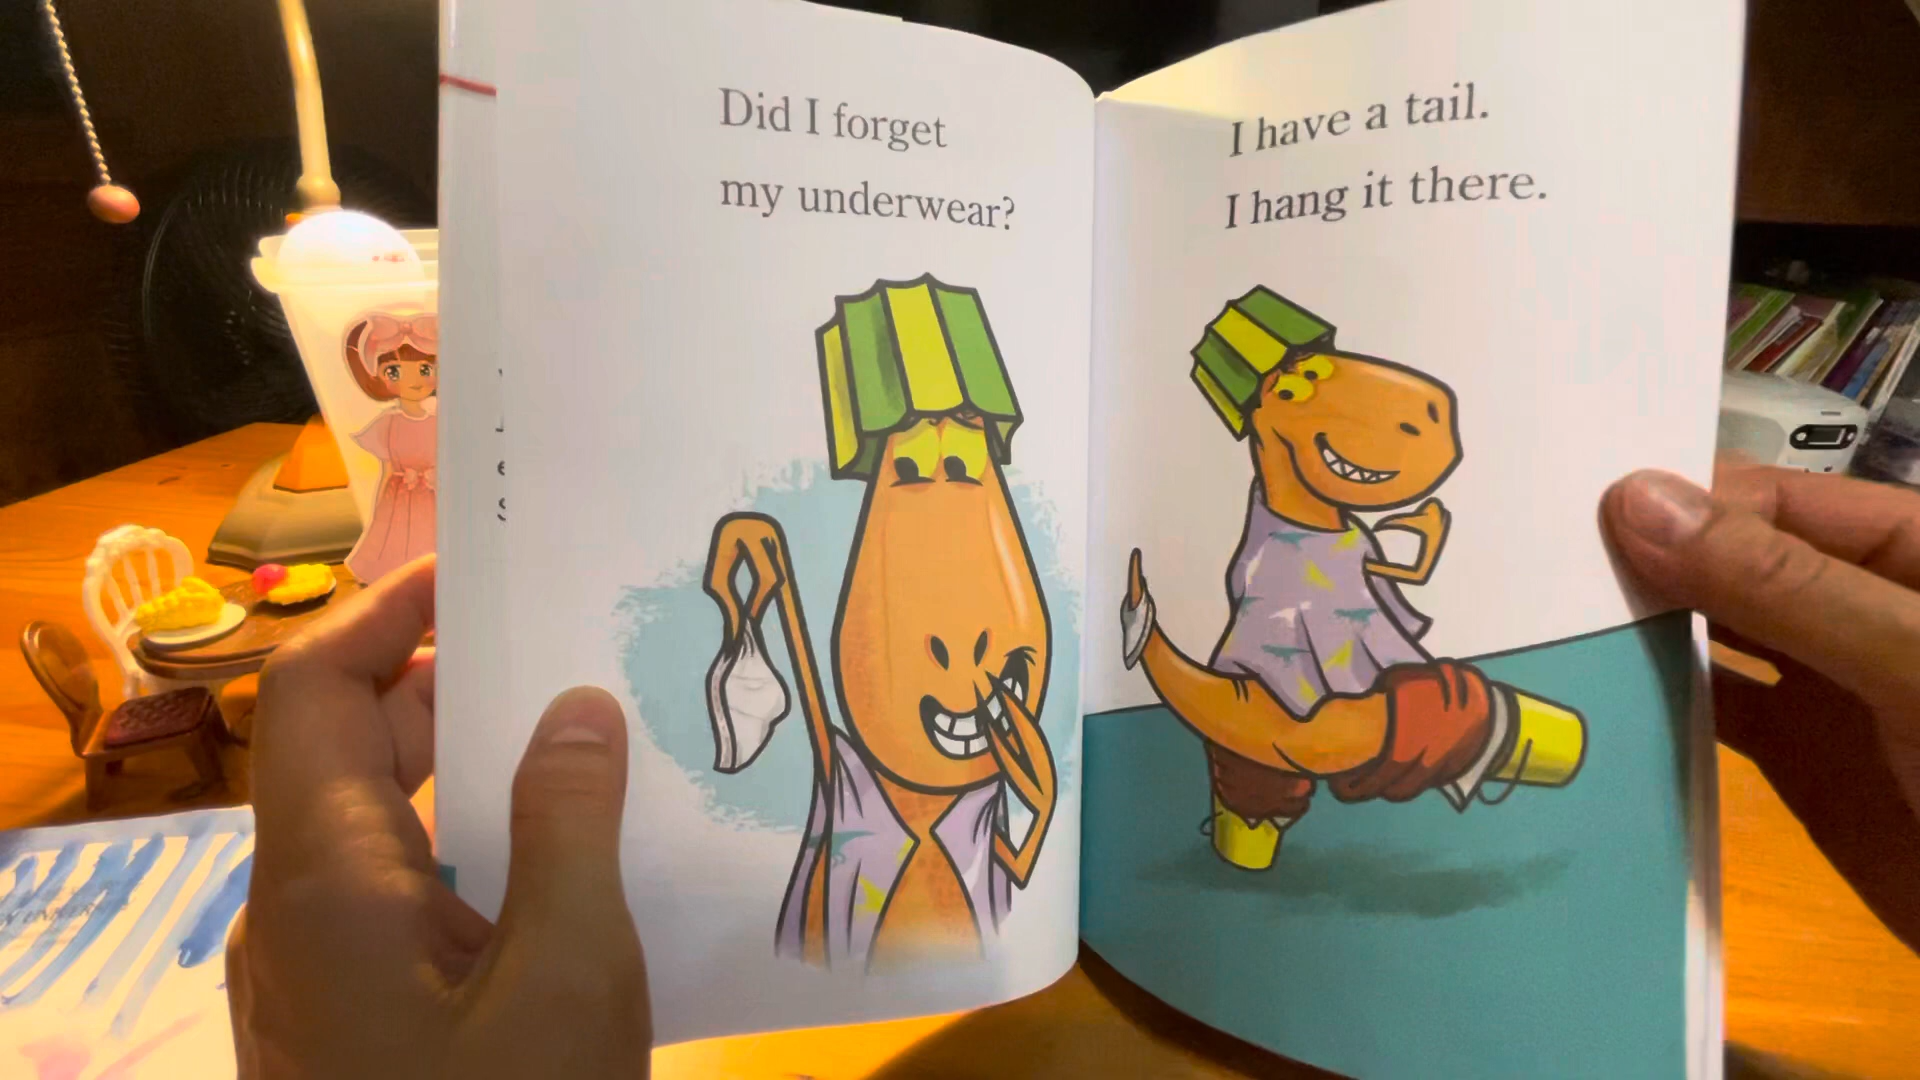 Did I forget
my underwear?
I have a tail.
I hang it there.